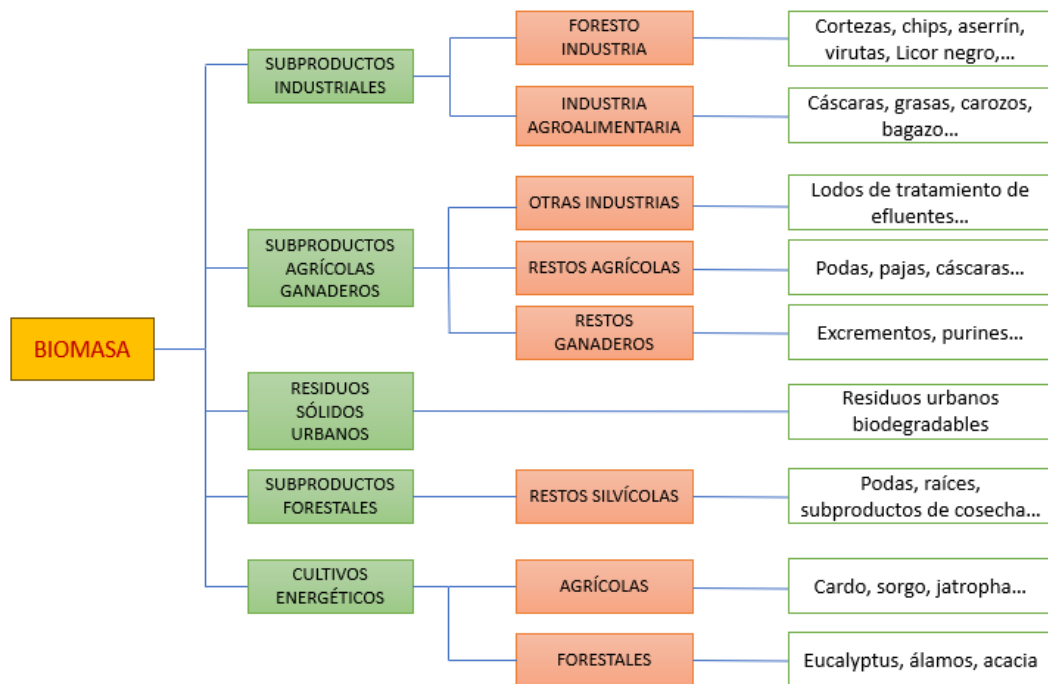 BIOMASA
SUBPRODUCTOS
INDUSTRIALES
FORESTO
INDUSTRIA
Cortezas, chips, aserrín,
virutas, Licor negro,...
INDUSTRIA
AGROALIMENTARIA
Cáscaras, grasas, carozos,
bagazo...
SUBPRODUCTOS
AGRÍCOLAS
GANADEROS
OTRAS INDUSTRIAS
Lodos de tratamiento de
efluentes...
RESTOS AGRÍCOLAS
Podas, pajas, cáscaras...
RESTOS
GANADEROS
Excrementos, purines...
RESIDUOS
SÓLIDOS
URBANOS
Residuos urbanos
biodegradables
SUBPRODUCTOS
FORESTALES
RESTOS SILVÍCOLAS
Podas, raíces,
subproductos de cosecha...
CULTIVOS
ENERGÉTICOS
AGRÍCOLAS
Cardo, sorgo, jatropha...
FORESTALES
Eucalyptus, álamos, acacia